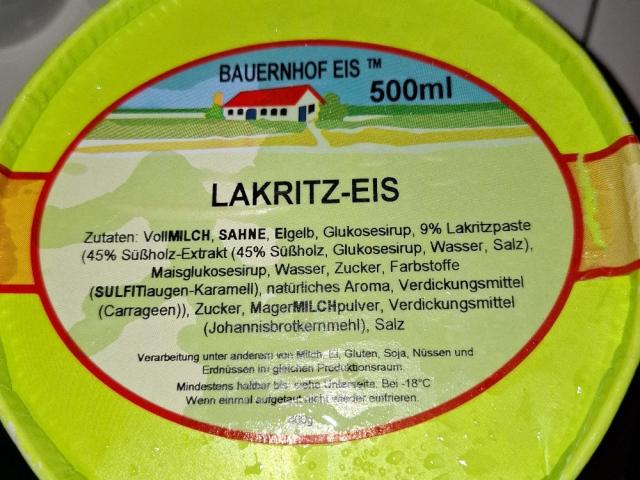 BAUERNHOF EIS ™
500ml
LAKRITZ-EIS
Zutaten: VollMILCH, SAHNE, EIgelb, Glukosesirup, 9% Lakritzpaste
(45% Süßholz-Extrakt (45% Süßholz, Glukosesirup, Wasser, Salz),
Maisglukosesirup, Wasser, Zucker, Farbstoffe
(SULFITlaugen-Karamell), natürliches Aroma, Verdickungsmittel
(Carrageen)), Zucker, MagerMILCHpulver, Verdickungsmittel
(Johannisbrotkernmehl), Salz
Verarbeitung unter anderem von Milch, Ei, Gluten, Soja, Nüssen und
Erdnüssen im gleichen Produktionsraum.
Mindestens haltbar bis: siehe Unterseite. Bei -18°C
Wenn einmal aufgetaut nicht wieder einfrieren.